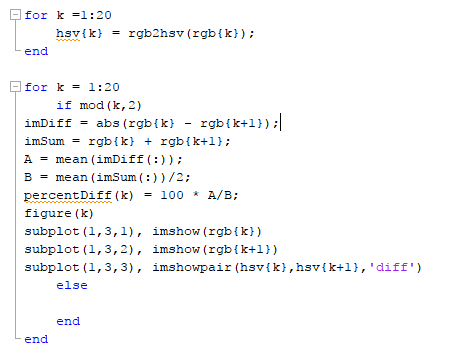 for k =1:20
hsv{k} = rgb2hsv(rgb{k});
end
for k = 1:20
if mod(k,2)
imDiff = abs(rgb{k} - rgb{k+1});
imSum = rgb{k} + rgb{k+1};
A = mean(imDiff(:));
B = mean(imSum(:))/2;
percentDiff(k) = 100 * A/B;
figure(k)
subplot(1,3,1), imshow(rgb{k})
subplot(1,3,2), imshow(rgb{k+1})
subplot(1,3,3), imshowpair(hsv{k},hsv{k+1},'diff')
else
end
end